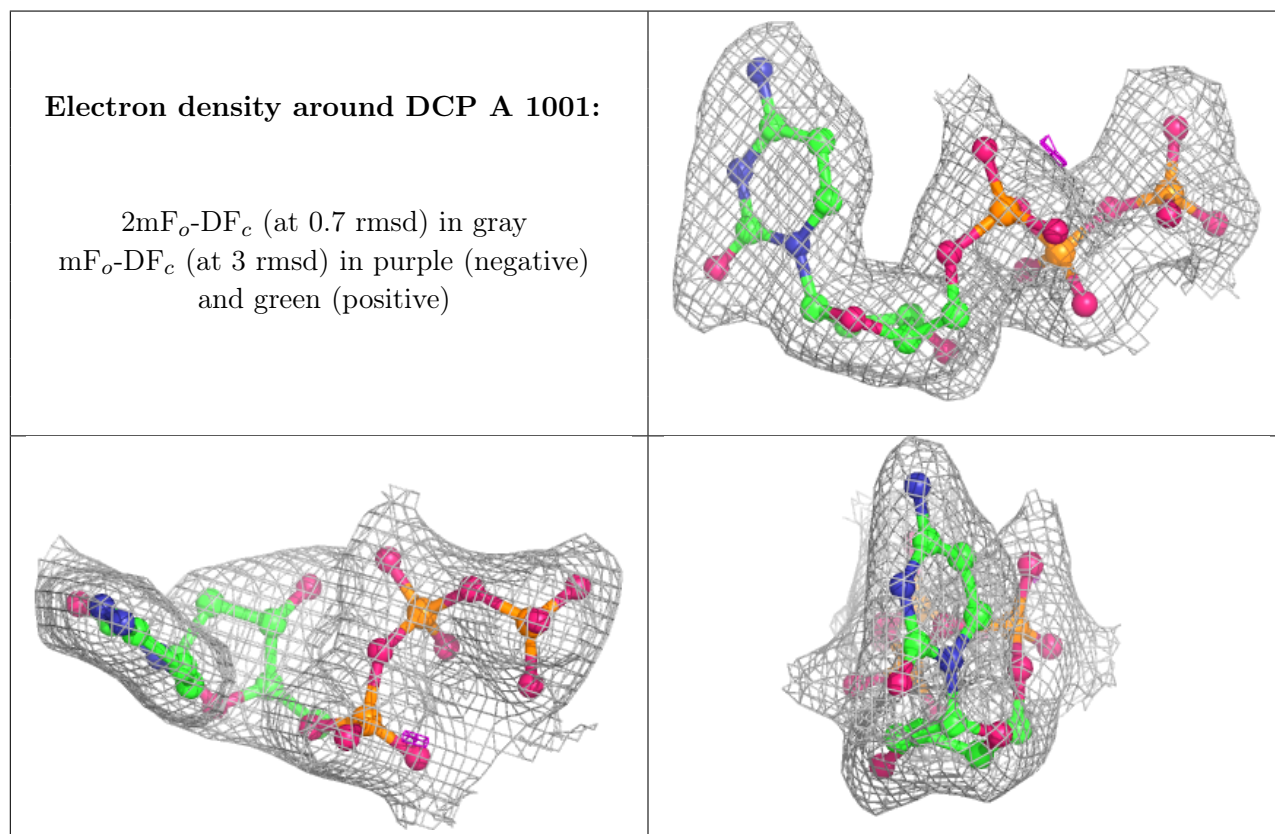 Electron density around DCP A 1001:
2mFo-DFc (at 0.7 rmsd) in gray
mFo-DFc (at 3 rmsd) in purple (negative)
and green (positive)